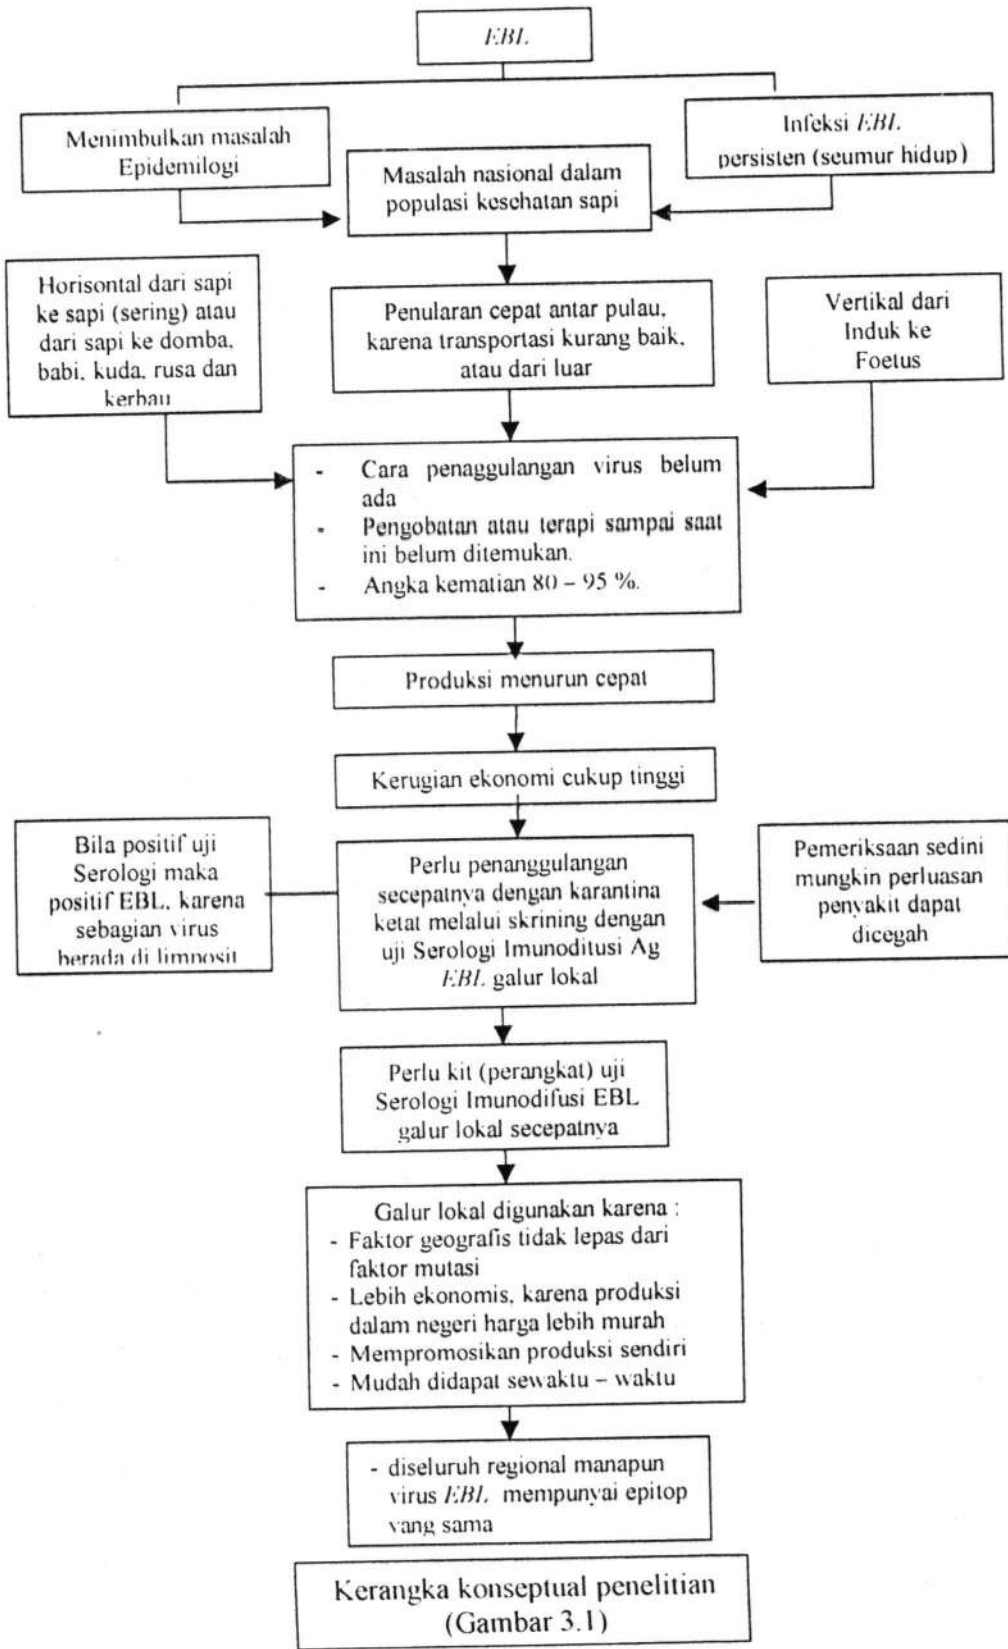 EBL
Menimbulkan masalah
Epidemilogi
Infeksi EBL
persisten (seumur hidup)
Masalah nasional dalam
populasi kesehatan sapi
Horisontal dari sapi
ke sapi (sering) atau
dari sapi ke domba,
babi, kuda, rusa dan
kerbau
Penularan cepat antar pulau,
karena transportasi kurang baik,
atau dari luar
Vertikal dari
Induk ke
Foetus
- Cara penaggulangan virus belum
ada
- Pengobatan atau terapi sampai saat
ini belum ditemukan.
- Angka kematian 80 – 95 %.
Produksi menurun cepat
Kerugian ekonomi cukup tinggi
Bila positif uji
Serologi maka
positif EBL, karena
sebagian virus
berada di limposit
Perlu penanggulangan
secepatnya dengan karantina
ketat melalui skrining dengan
uji Serologi Imunoditusi Ag
EBL galur lokal
Pemeriksaan sedini
mungkin perluasan
penyakit dapat
dicegah
Perlu kit (perangkat) uji
Serologi Imunodifusi EBL
galur lokal secepatnya
Galur lokal digunakan karena :
- Faktor geografis tidak lepas dari
faktor mutasi
- Lebih ekonomis, karena produksi
dalam negeri harga lebih murah
- Mempromosikan produksi sendiri
- Mudah didapat sewaktu – waktu
- diseluruh regional manapun
virus EBL mempunyai epitop
yang sama
Kerangka konseptual penelitian
(Gambar 3.1)